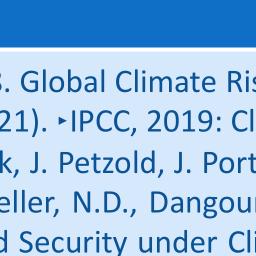 3. Global Climate Ris
21). ‣IPCC, 2019: Cl
k, J. Petzold, J. Port
eller, N.D., Dangour
d Security under Cli